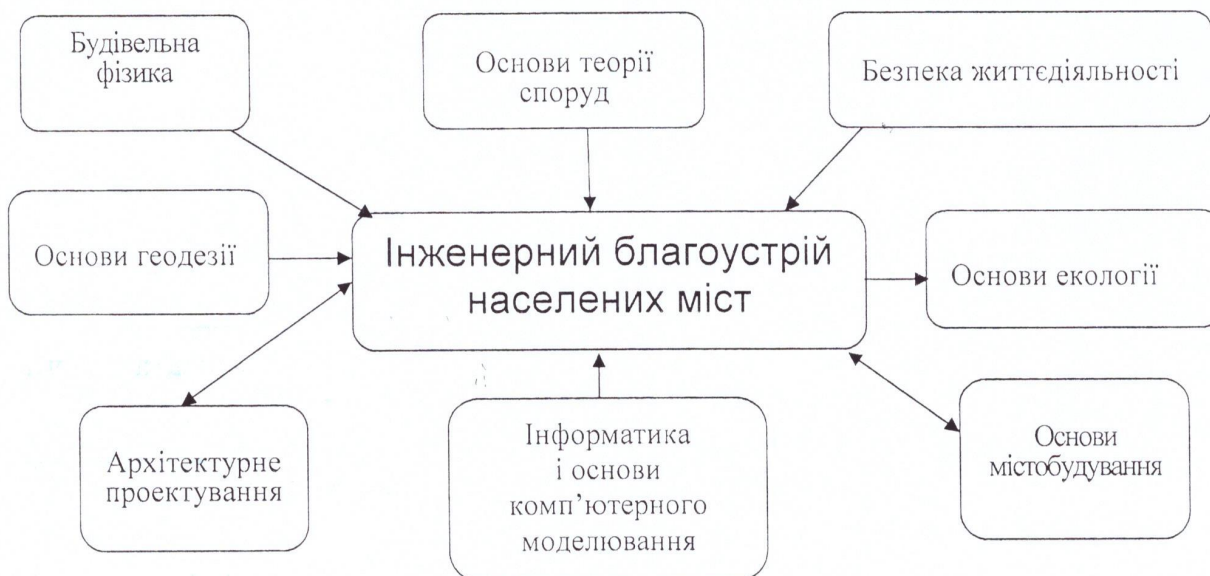 Будівельна
фізика
Основи теорії
споруд
Безпека життєдіяльності
Основи геодезії
Інженерний благоустрій
населених міст
Основи екології
Архітектурне
проектування
Інформатика
і основи
комп’ютерного
моделювання
Основи
містобудування